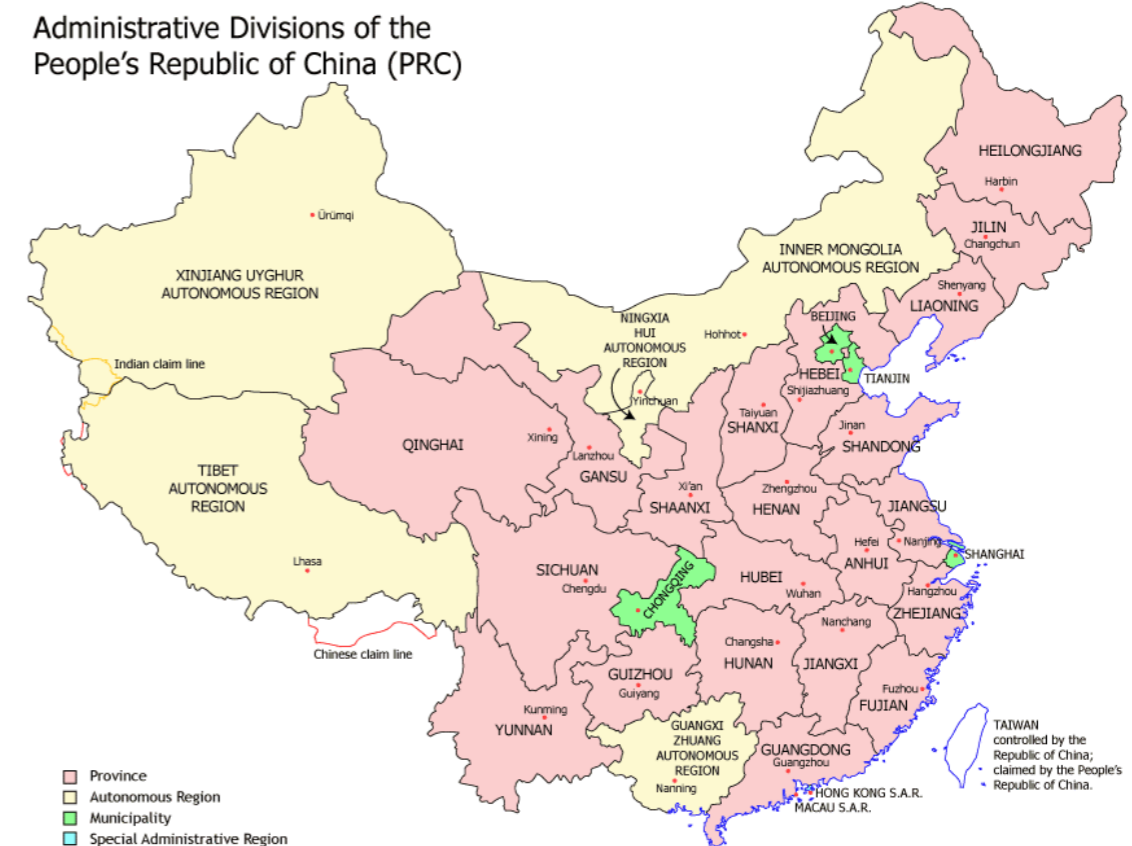 Administrative Divisions of the
People's Republic of China (PRC)
HEILONGJIANG
Harbin
JILIN
Changchun
Ürümqi
INNER MONGOLIA
AUTONOMOUS REGION
XINJIANG UYGHUR
AUTONOMOUS REGION
Shenyang
LIAONING
NINGXIA
HUI
AUTONOMOUS
REGION
Hohhot
BEIJING
Indian claim line
HEBEI
TIANJIN
Shijiazhuang
Yinchuan
Taiyuan
SHANXI
Jinan
SHANDONG
QINGHAI
Xining
Lanzhou
GANSU
TIBET
AUTONOMOUS
REGION
Xi'an
SHAANXI
Zhengzhou
HENAN
JIANGSU
Nanjing
Hefei
ANHUI
SHANGHAI
Lhasa
SICHUAN
Chengdu
CHONGQING
HUBEI
Wuhan
Hangzhou
ZHEJIANG
Chinese claim line
Nanchang
JIANGXI
Changsha
HUNAN
GUIZHOU
Guiyang
Fuzhou
FUJIAN
Kunming
YUNNAN
GUANGXI
ZHUANG
AUTONOMOUS
REGION
Nanning
GUANGDONG
Guangzhou
TAIWAN
controlled by the
Republic of China;
claimed by the People's
Republic of China.
HONG KONG S.A.R.
MACAU S.A.R.
Province
Autonomous Region
Municipality
Special Administrative Region